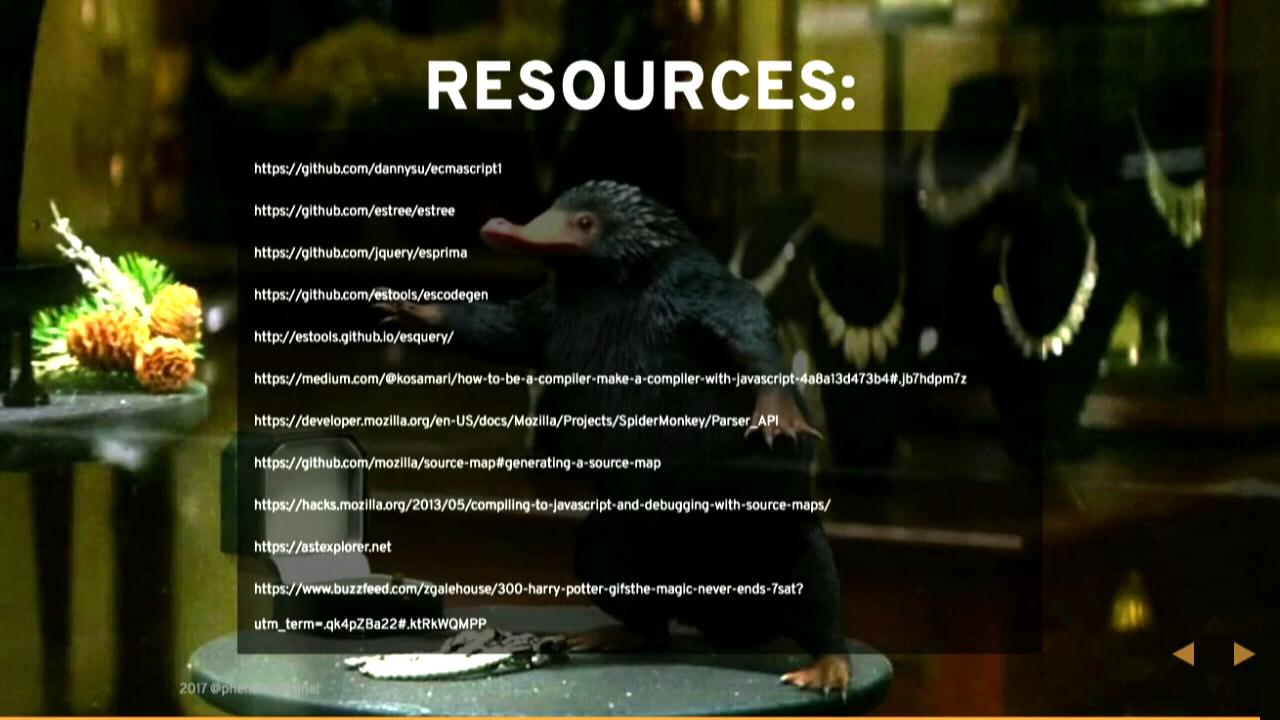 RESOURCES:
https://github.com/dannysu/ecmascript1
https://github.com/estree/estree
https://github.com/jquery/esprima
https://github.com/estools/escodegen
http://estools.github.io/esquery/
https://medium.com/@kosamari/how-to-be-a-compiler-make-a-compiler-with-javascript-4a8a13d473b4#.jb7hdpm7z
https://developer.mozilla.org/en-US/docs/Mozilla/Projects/SpiderMonkey/Parser_API
https://github.com/mozilla/source-map#generating-a-source-map
https://hacks.mozilla.org/2013/05/compiling-to-javascript-and-debugging-with-source-maps/
https://astexplorer.net
https://www.buzzfeed.com/zgalehouse/300-harry-potter-gifsthe-magic-never-ends-7sat?
utm_term=.qk4pZBa22#.ktRkWQMPP
2017